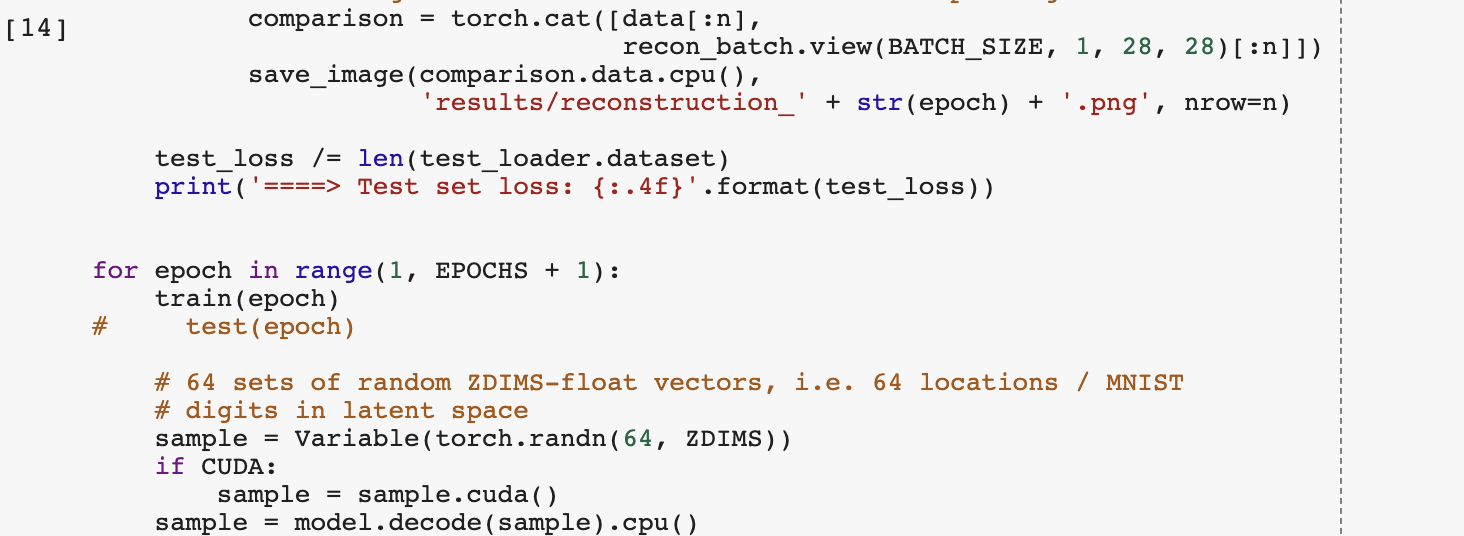 [14]
comparison = torch.cat([data[:n],
recon_batch.view(BATCH_SIZE, 1, 28, 28)[:n]])
save_image(comparison.data.cpu(),
'results/reconstruction_' + str(epoch) + '.png', nrow=n)
test_loss /= len(test_loader.dataset)
print('====> Test set loss: {:.4f}'.format(test_loss))
for epoch in range(1, EPOCHS + 1):
train(epoch)
#     test(epoch)
# 64 sets of random ZDIMS-float vectors, i.e. 64 locations / MNIST
# digits in latent space
sample = Variable(torch.randn(64, ZDIMS))
if CUDA:
sample = sample.cuda()
sample = model.decode(sample).cpu()